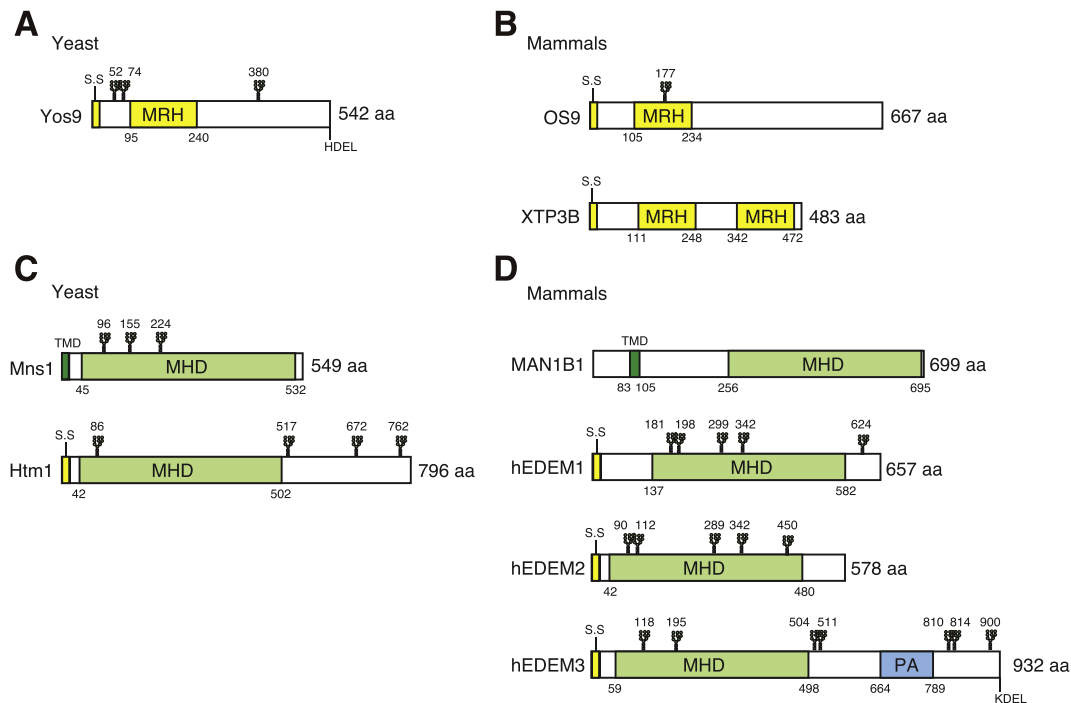 A
Yeast
S.S 52 74 380
Yos9 MRH 542 aa
95 240
HDEL
B
Mammals
S.S 177
OS9 MRH 667 aa
105 234
S.S
XTP3B MRH MRH 483 aa
111 248 342 472
C
Yeast
TMD 96 155 224
Mns1 MHD 549 aa
45 532
S.S 86 517 672 762
Htm1 MHD 796 aa
42 502
D
Mammals
TMD
MAN1B1 MHD 699 aa
83 105 256 695
S.S 181 198 299 342 624
hEDEM1 MHD 657 aa
137 582
S.S 90 112 289 342 450
hEDEM2 MHD 578 aa
42 480
S.S 118 195 504 511 810 814 900
hEDEM3 MHD PA 932 aa
59 498 664 789
KDEL